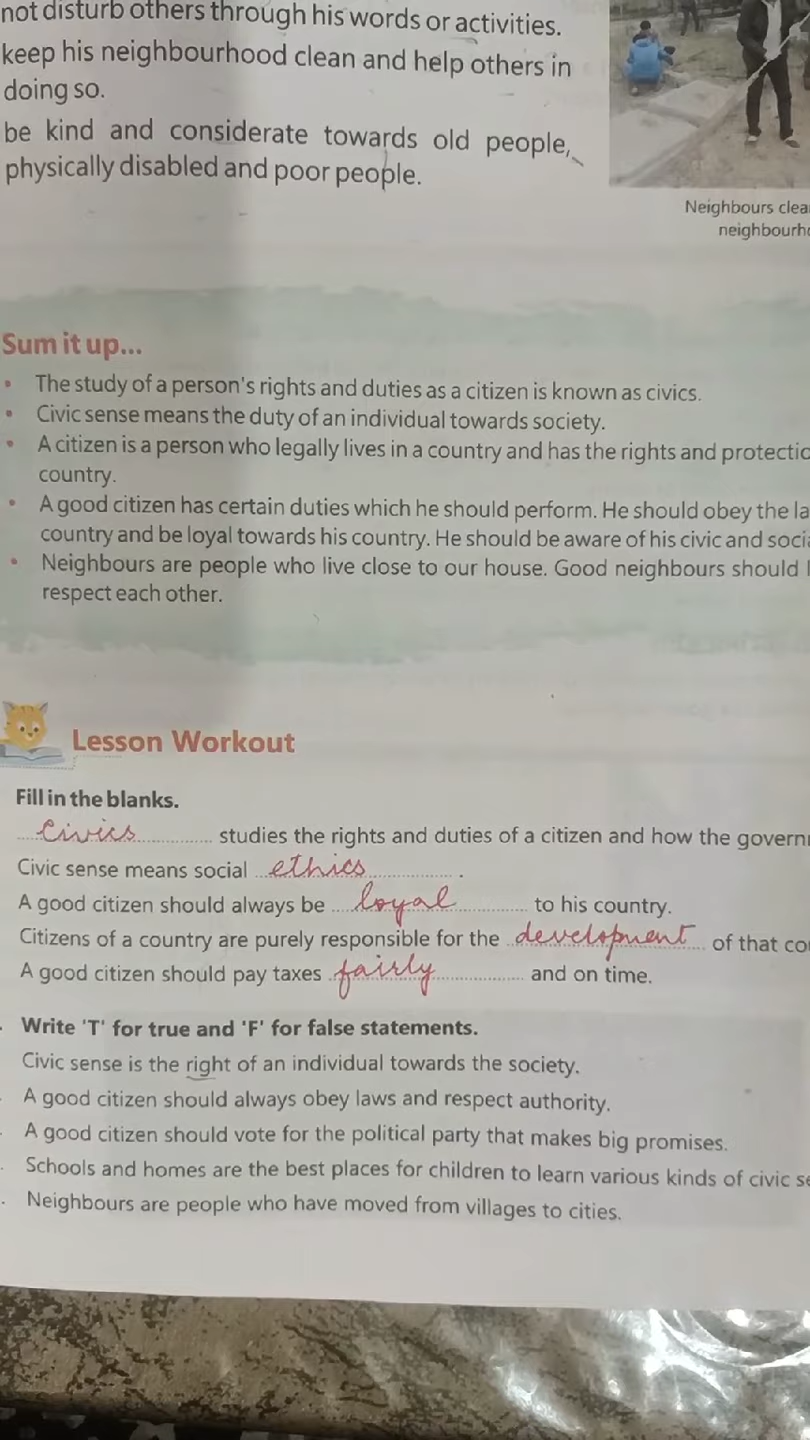 not disturb others through his words or activities.
keep his neighbourhood clean and help others in
doing so.
be kind and considerate towards old people,
physically disabled and poor people.
Neighbours
Sum it up...
• The study of a person's rights and duties as a citizen is known as civics.
• Civic sense means the duty of an individual towards society.
• A citizen is a person who legally lives in a country and has the rights and
country.
• A good citizen has certain duties which he should perform. He should obey the
country and be loyal towards his country. He should be aware of his civic and
• Neighbours are people who live close to our house. Good neighbours should
respect each other.
Lesson Workout
Fill in the blanks.
Civics studies the rights and duties of a citizen and how the
Civic sense means social ethics.
A good citizen should always be loyal to his country.
Citizens of a country are purely responsible for the development of that
A good citizen should pay taxes fairly and on time.
Write 'T' for true and 'F' for false statements.
Civic sense is the right of an individual towards the society.
A good citizen should always obey laws and respect authority.
A good citizen should vote for the political party that makes big promises.
Schools and homes are the best places for children to learn various kinds of civic
Neighbours are people who have moved from villages to cities.